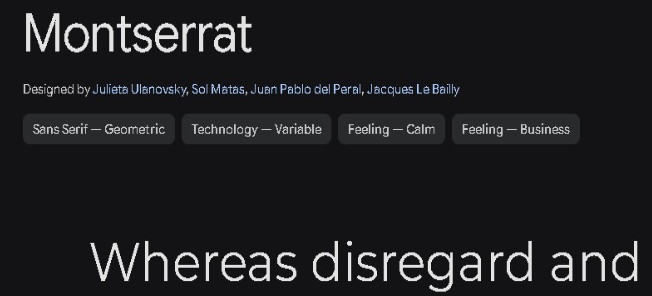 Montserrat
Designed by Julieta Ulanovsky, Sol Matas, Juan Pablo del Peral, Jacques Le Bailly
Sans Serif — Geometric Technology — Variable Feeling — Calm Feeling — Business
Whereas disregard and